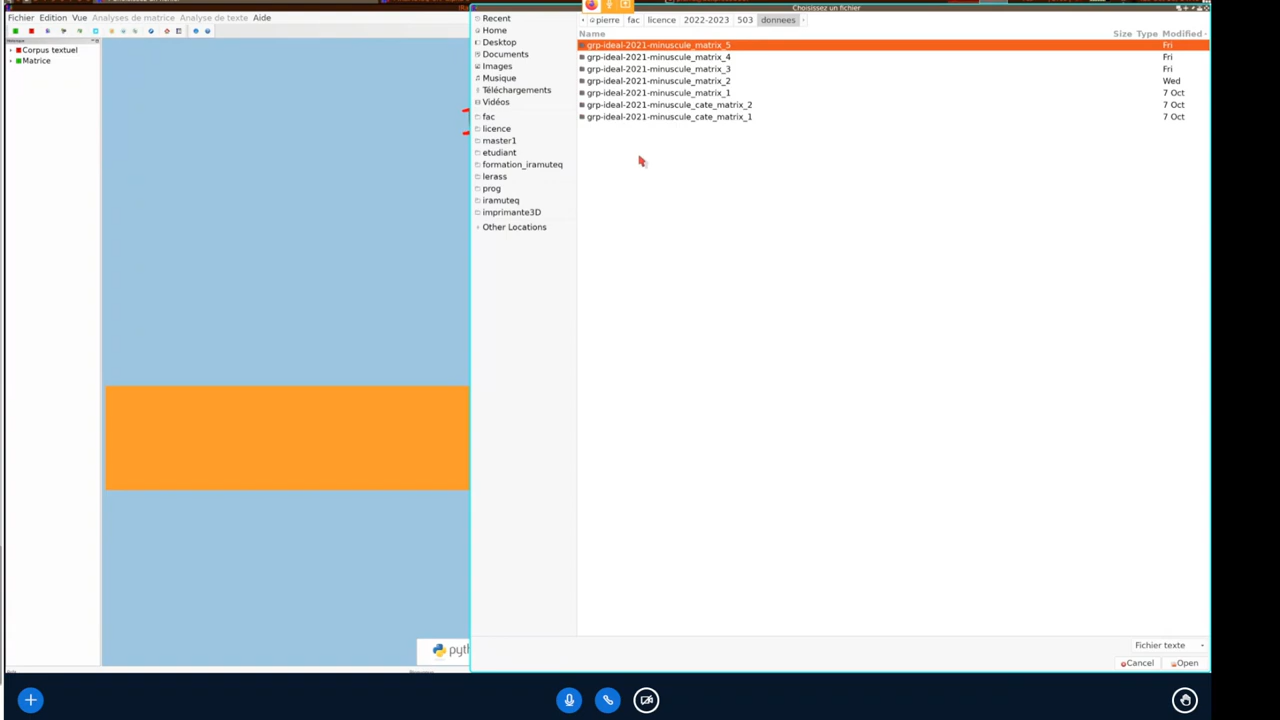 Choisissez un fichier
Fichier Edition Vue Analyses de matrice Analyse de texte Aide
Corpus textuel
Matrice
Recent
Home
Desktop
Documents
Images
Musique
Téléchargements
Vidéos
fac
licence
master1
etudiant
formation_iramuteq
lerass
prog
iramuteq
imprimante3D
Other Locations
pierre fac licence 2022-2023 503 donnees
Name Size Type Modified
grp-ideal-2021-minuscule_matrix_5 Fri
grp-ideal-2021-minuscule_matrix_4 Fri
grp-ideal-2021-minuscule_matrix_3 Fri
grp-ideal-2021-minuscule_matrix_2 Wed
grp-ideal-2021-minuscule_matrix_1 7 Oct
grp-ideal-2021-minuscule_cate_matrix_2 7 Oct
grp-ideal-2021-minuscule_cate_matrix_1 7 Oct
pyth
Fichier texte
Cancel Open